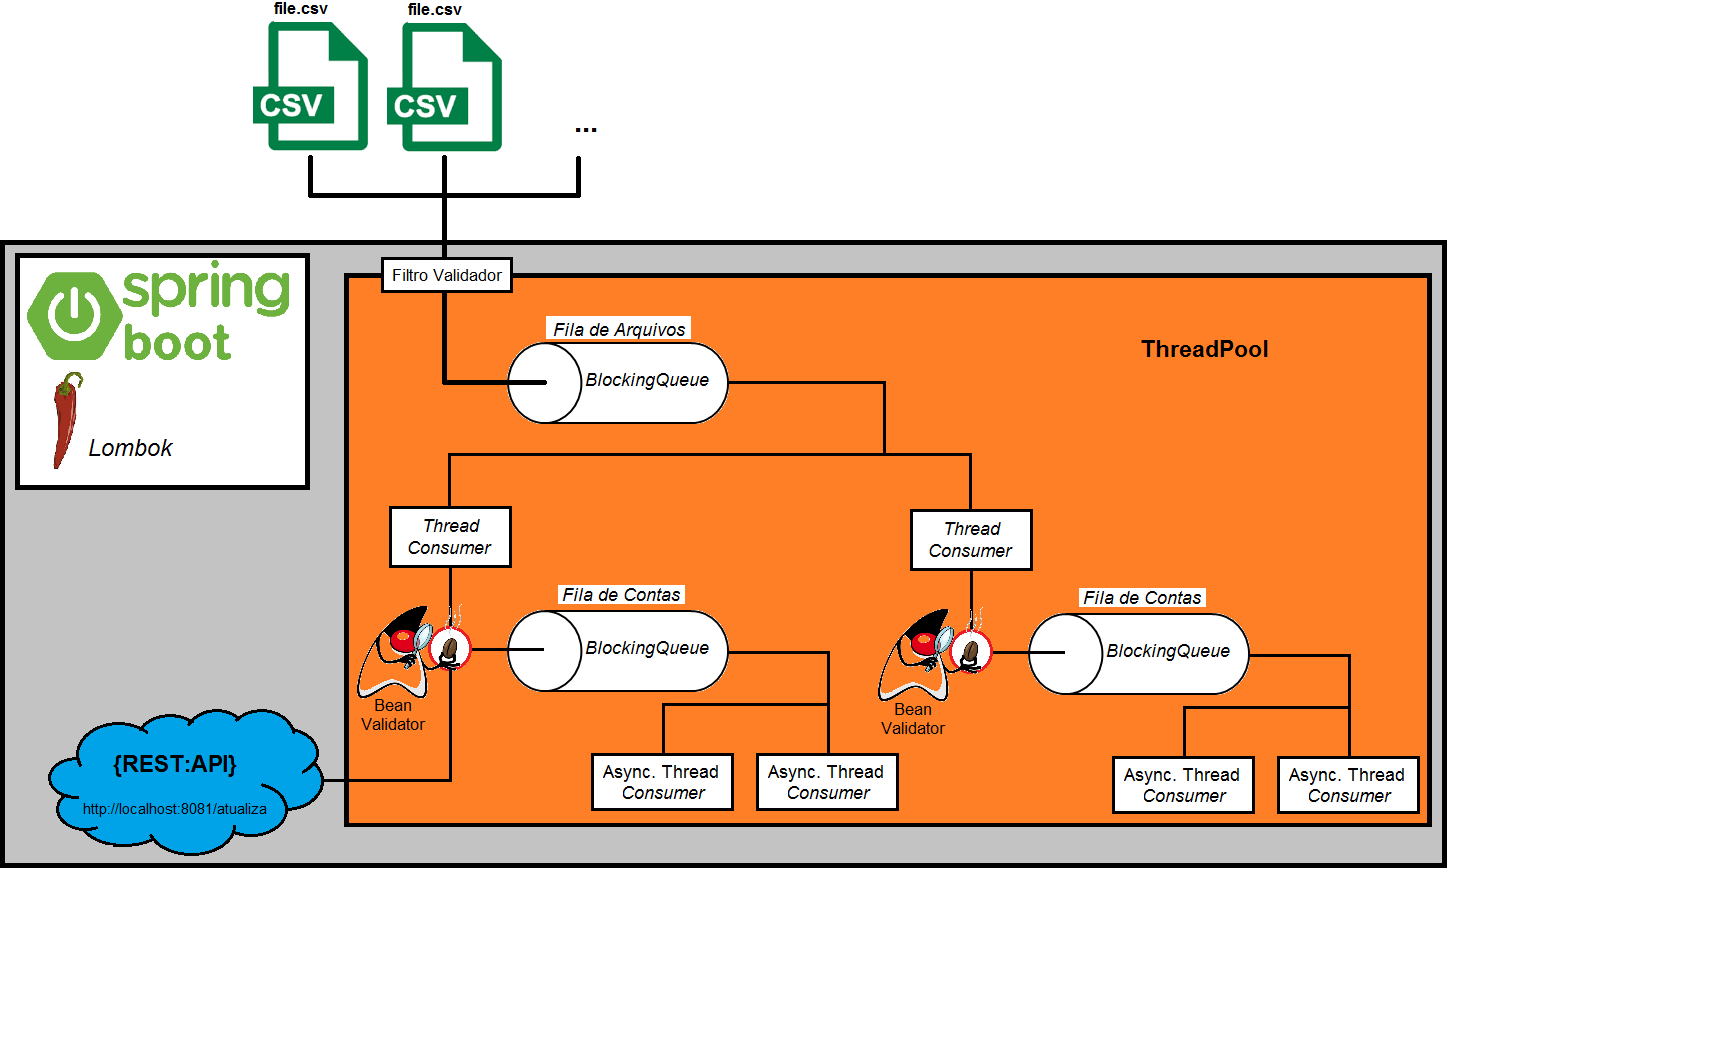 file.csv
file.csv
CSV
CSV
...
Filtro Validador
spring
boot
Lombok
ThreadPool
Fila de Arquivos
BlockingQueue
Thread
Consumer
Thread
Consumer
Fila de Contas
BlockingQueue
Fila de Contas
BlockingQueue
Bean
Validator
Bean
Validator
{REST:API}
http://localhost:8081/atualiza
Async. Thread
Consumer
Async. Thread
Consumer
Async. Thread
Consumer
Async. Thread
Consumer